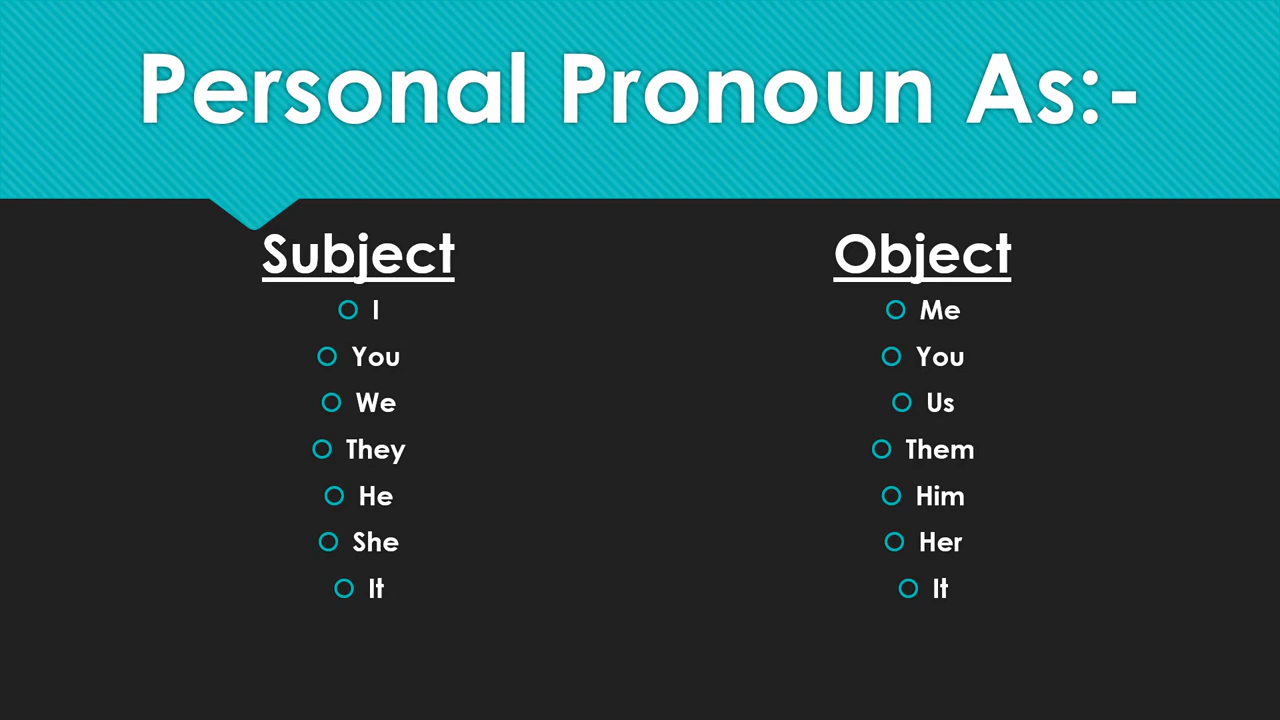 Personal Pronoun As:-
Subject
I
You
We
They
He
She
It
Object
Me
You
Us
Them
Him
Her
It